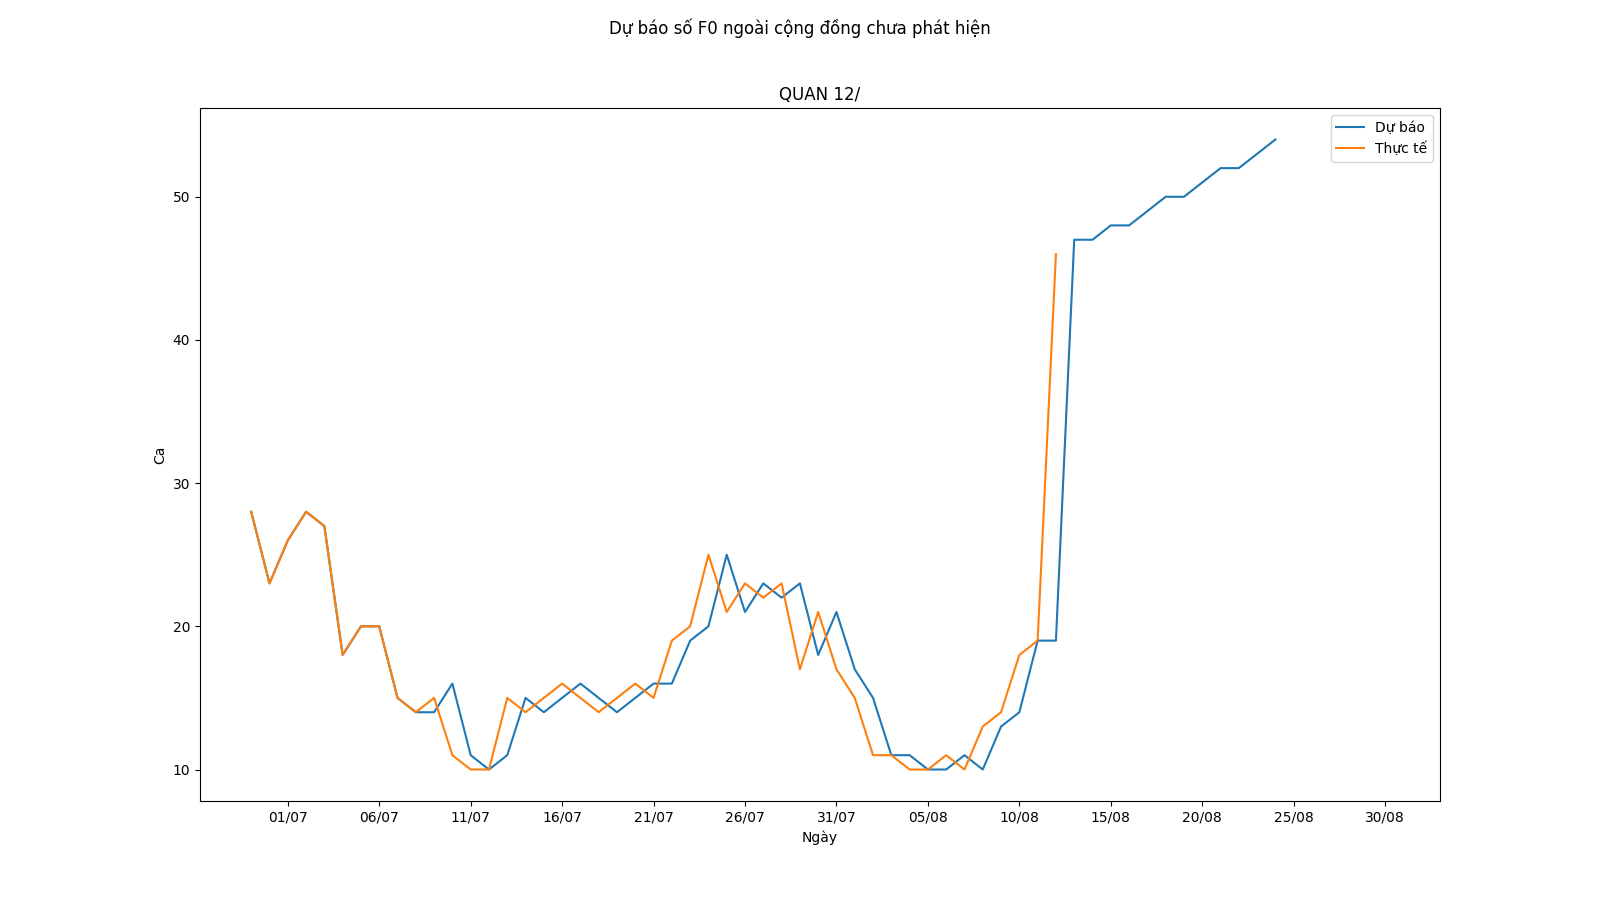 Dự báo số F0 ngoài cộng đồng chưa phát hiện
QUAN 12/
Dự báo
Thực tế
50
40
30
20
10
Ca
01/07 06/07 11/07 16/07 21/07 26/07 31/07 05/08 10/08 15/08 20/08 25/08 30/08
Ngày